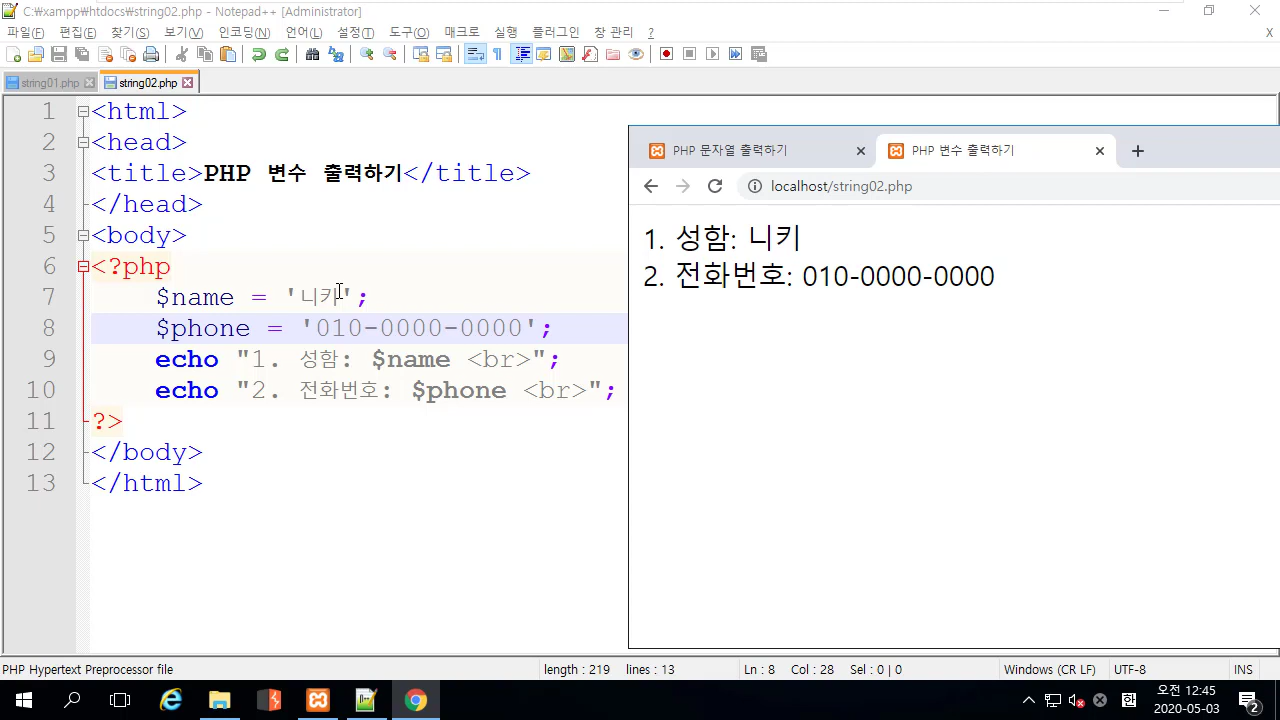 C:₩xampp₩htdocs₩string02.php - Notepad++ [Administrator]
파일(F) 편집(E) 찾기(S) 보기(V) 인코딩(N) 언어(L) 설정(T) 도구(O) 매크로 실행 플러그인 창 관리 ? X
string01.php string02.php
1 <html>
2 <head>
3 <title>PHP 변수 출력하기</title>
4 </head>
5 <body>
6 <?php
7 $name = '니키';
8 $phone = '010-0000-0000';
9 echo "1. 성함: $name <br>";
10 echo "2. 전화번호: $phone <br>";
11 ?>
12 </body>
13 </html>
PHP 문자열 출력하기 PHP 변수 출력하기
localhost/string02.php
1. 성함: 니키
2. 전화번호: 010-0000-0000
PHP Hypertext Preprocessor file length : 219 lines : 13 Ln : 8 Col : 28 Sel : 0 | 0 Windows (CR LF) UTF-8 INS
한 오전 12:45
2020-05-03 2